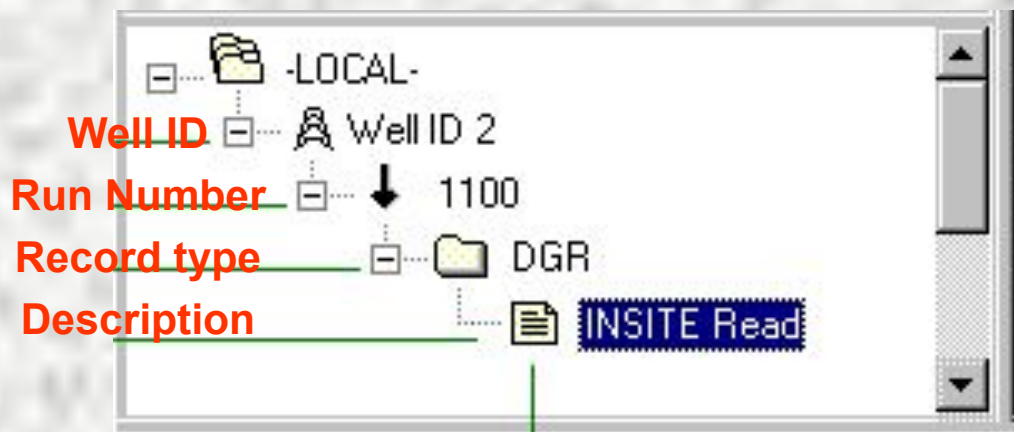 -LOCAL-
Well ID Well ID 2
Run Number 1100
Record type DGR
Description INSITE Read